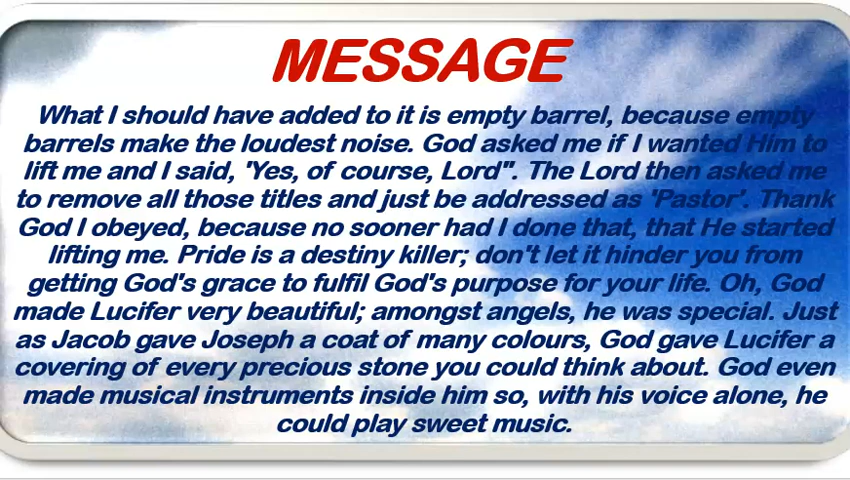 MESSAGE
What I should have added to it is empty barrel, because empty
barrels make the loudest noise. God asked me if I wanted Him to
lift me and I said, 'Yes, of course, Lord". The Lord then asked me
to remove all those titles and just be addressed as 'Pastor'. Thank
God I obeyed, because no sooner had I done that, that He started
lifting me. Pride is a destiny killer; don't let it hinder you from
getting God's grace to fulfil God's purpose for your life. Oh, God
made Lucifer very beautiful; amongst angels, he was special. Just
as Jacob gave Joseph a coat of many colours, God gave Lucifer a
covering of every precious stone you could think about. God even
made musical instruments inside him so, with his voice alone, he
could play sweet music.